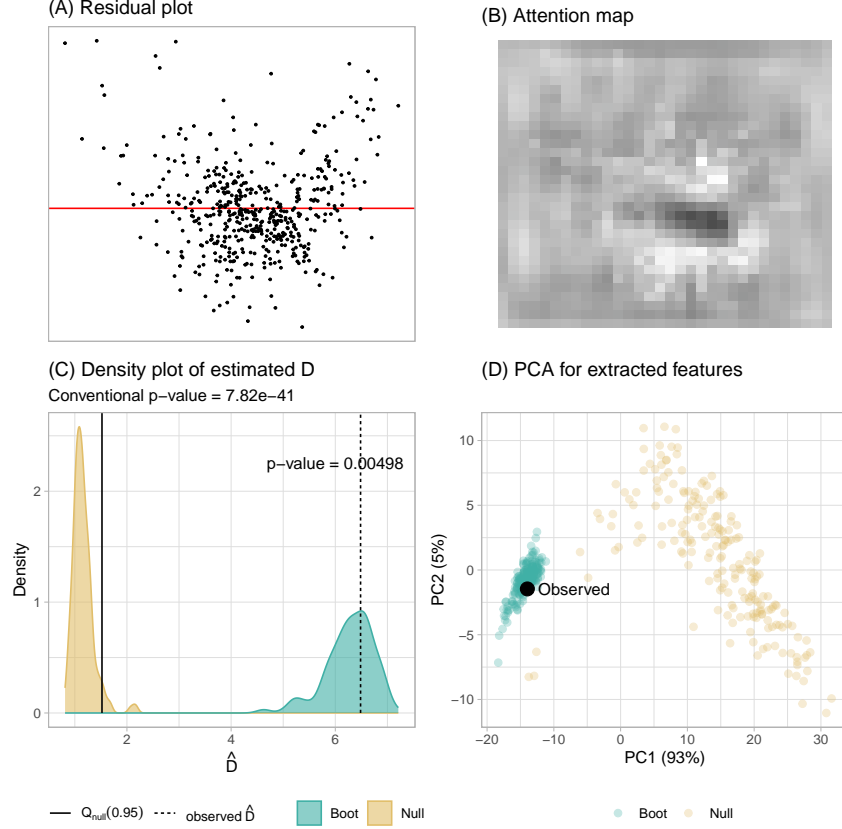 (A) Residual plot
(B) Attention map
(C) Density plot of estimated D
Conventional p−value = 7.82e−41
p−value = 0.00498
Density
2
1
0
2
4
6
D̂
(D) PCA for extracted features
PC2 (5%)
10
5
0
−5
−10
Observed
−20
−10
0
10
20
30
PC1 (93%)
Qnull(0.95)
observed D̂
Boot
Null
Boot
Null